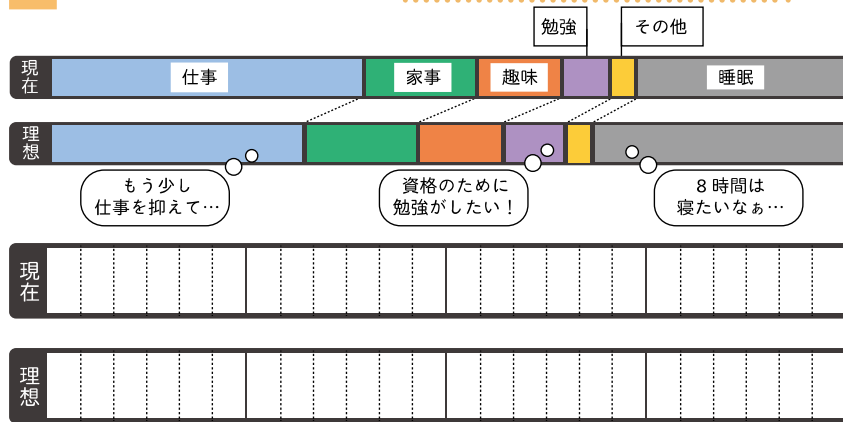 勉強
その他
現在
仕事
家事
趣味
睡眠
理想
もう少し
仕事を抑えて…
資格のために
勉強がしたい！
8時間は
寝たいなぁ…
現在
理想